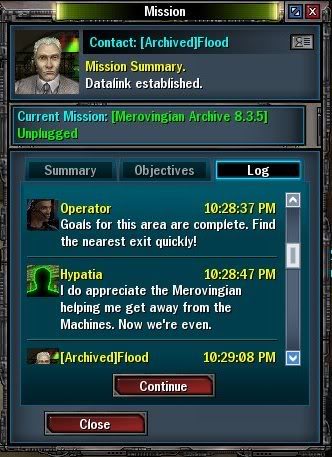 Mission
Contact: [Archived]Flood
Mission Summary.
Datalink established.
Current Mission: [Merovingian Archive 8.3.5]
Unplugged
Summary Objectives Log
Operator 10:28:37 PM
Goals for this area are complete. Find
the nearest exit quickly!
Hypatia 10:28:47 PM
I do appreciate the Merovingian
helping me get away from the
Machines. Now we're even.
[Archived]Flood 10:29:08 PM
Continue
Close